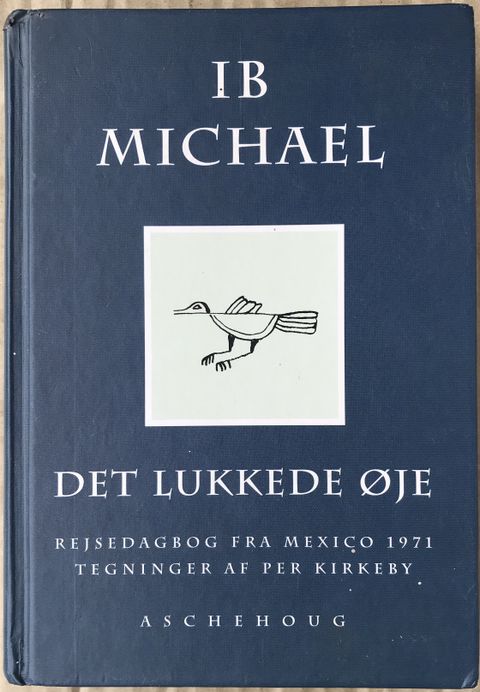 IB
MICHAEL
DET LUKKEDE ØJE
REJSEDAGBOG FRA MEXICO 1971
TEGNINGER AF PER KIRKEBY
ASCHEHOUG